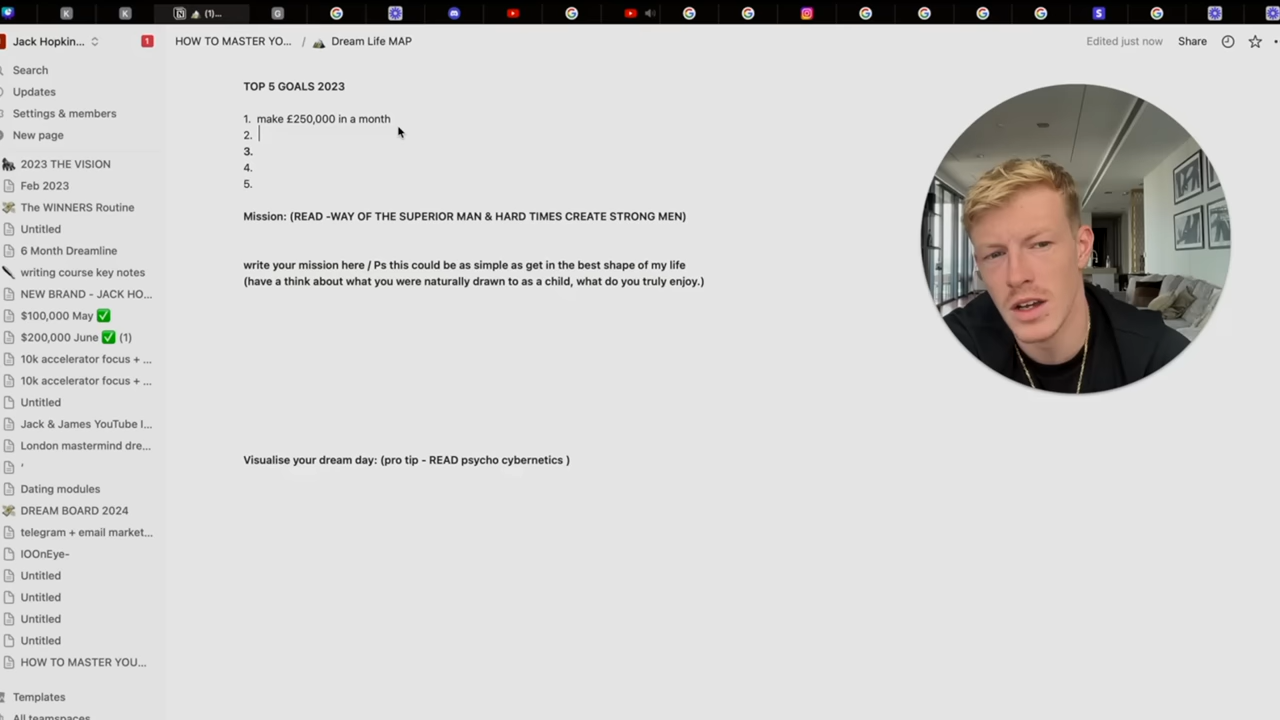 (1)...
Jack Hopkin...
1
HOW TO MASTER YO... / Dream Life MAP
Edited just now
Share
Search
Updates
Settings & members
New page
2023 THE VISION
Feb 2023
The WINNERS Routine
Untitled
6 Month Dreamline
writing course key notes
NEW BRAND - JACK HO...
$100,000 May ✅
$200,000 June ✅ (1)
10k accelerator focus + ...
10k accelerator focus + ...
Untitled
Jack & James YouTube I...
London mastermind dre...
'
Dating modules
DREAM BOARD 2024
telegram + email market...
IOOnEye-
Untitled
Untitled
Untitled
Untitled
HOW TO MASTER YOU...
Templates
All teamspaces
TOP 5 GOALS 2023
1. make £250,000 in a month
2.
3.
4.
5.
Mission: (READ -WAY OF THE SUPERIOR MAN & HARD TIMES CREATE STRONG MEN)
write your mission here / Ps this could be as simple as get in the best shape of my life
(have a think about what you were naturally drawn to as a child, what do you truly enjoy.)
Visualise your dream day: (pro tip - READ psycho cybernetics )